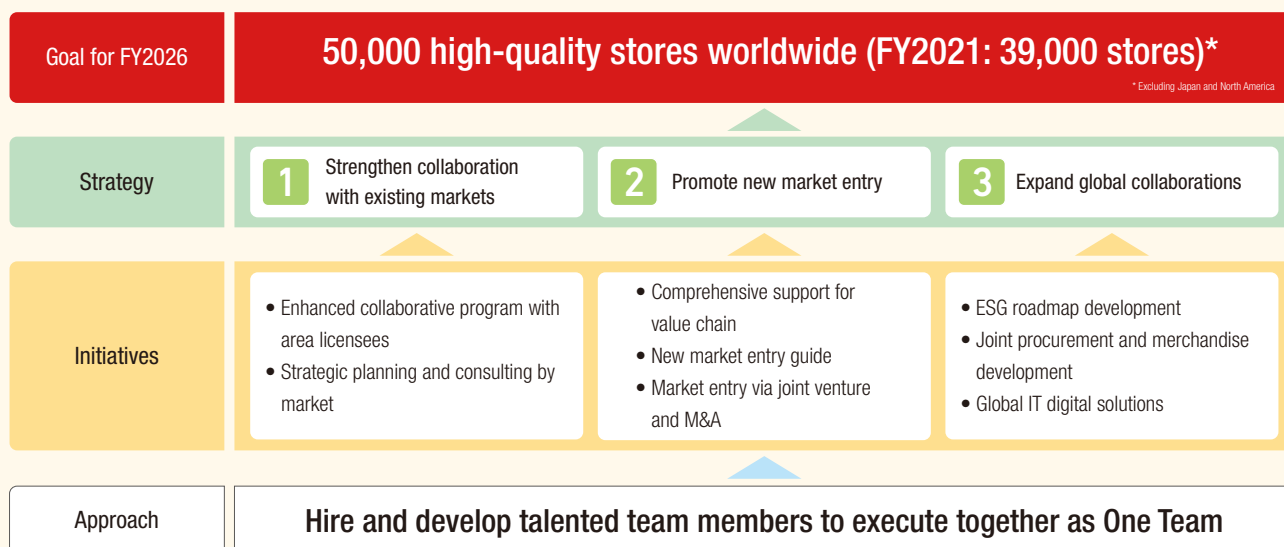 Goal for FY2026
50,000 high-quality stores worldwide (FY2021: 39,000 stores)*
* Excluding Japan and North America
Strategy
1
Strengthen collaboration
with existing markets
2
Promote new market entry
3
Expand global collaborations
Initiatives
• Enhanced collaborative program with
area licensees
• Strategic planning and consulting by
market
• Comprehensive support for
value chain
• New market entry guide
• Market entry via joint venture
and M&A
• ESG roadmap development
• Joint procurement and merchandise
development
• Global IT digital solutions
Approach
Hire and develop talented team members to execute together as One Team